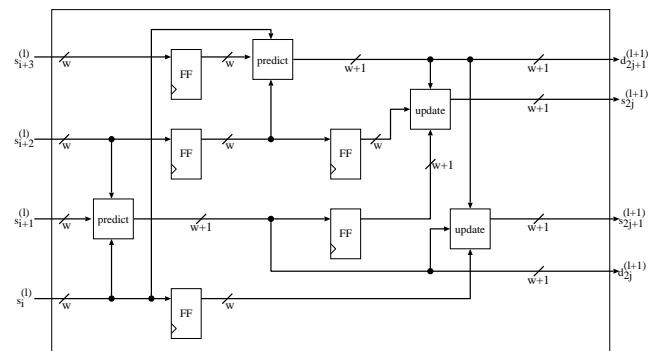 s_{i+3}^{(l)} w FF w predict w+1 w+1 d_{2j+1}^{(l+1)}
update w+1 s_{2j}^{(l+1)}
s_{i+2}^{(l)} w FF w FF w
w+1
s_{i+1}^{(l)} w predict w+1 FF update w+1 s_{2j+1}^{(l+1)}
w+1 d_{2j}^{(l+1)}
s_i^{(l)} w FF w